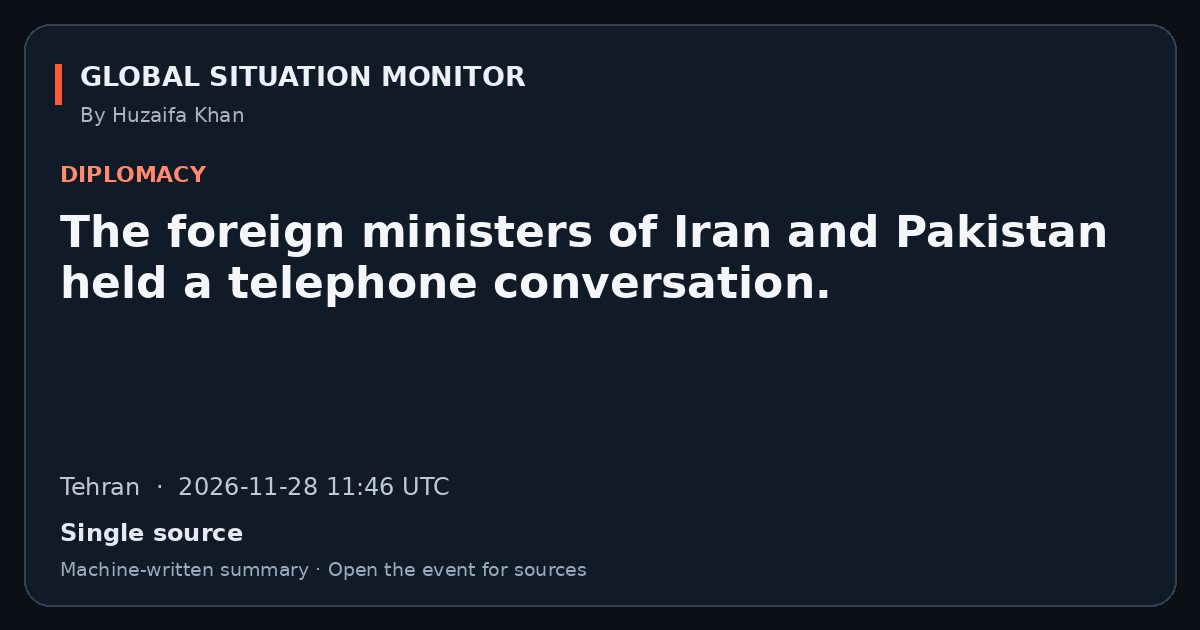 GLOBAL SITUATION MONITOR
By Huzaifa Khan
DIPLOMACY
The foreign ministers of Iran and Pakistan
held a telephone conversation.
Tehran · 2026-11-28 11:46 UTC
Single source
Machine-written summary · Open the event for sources